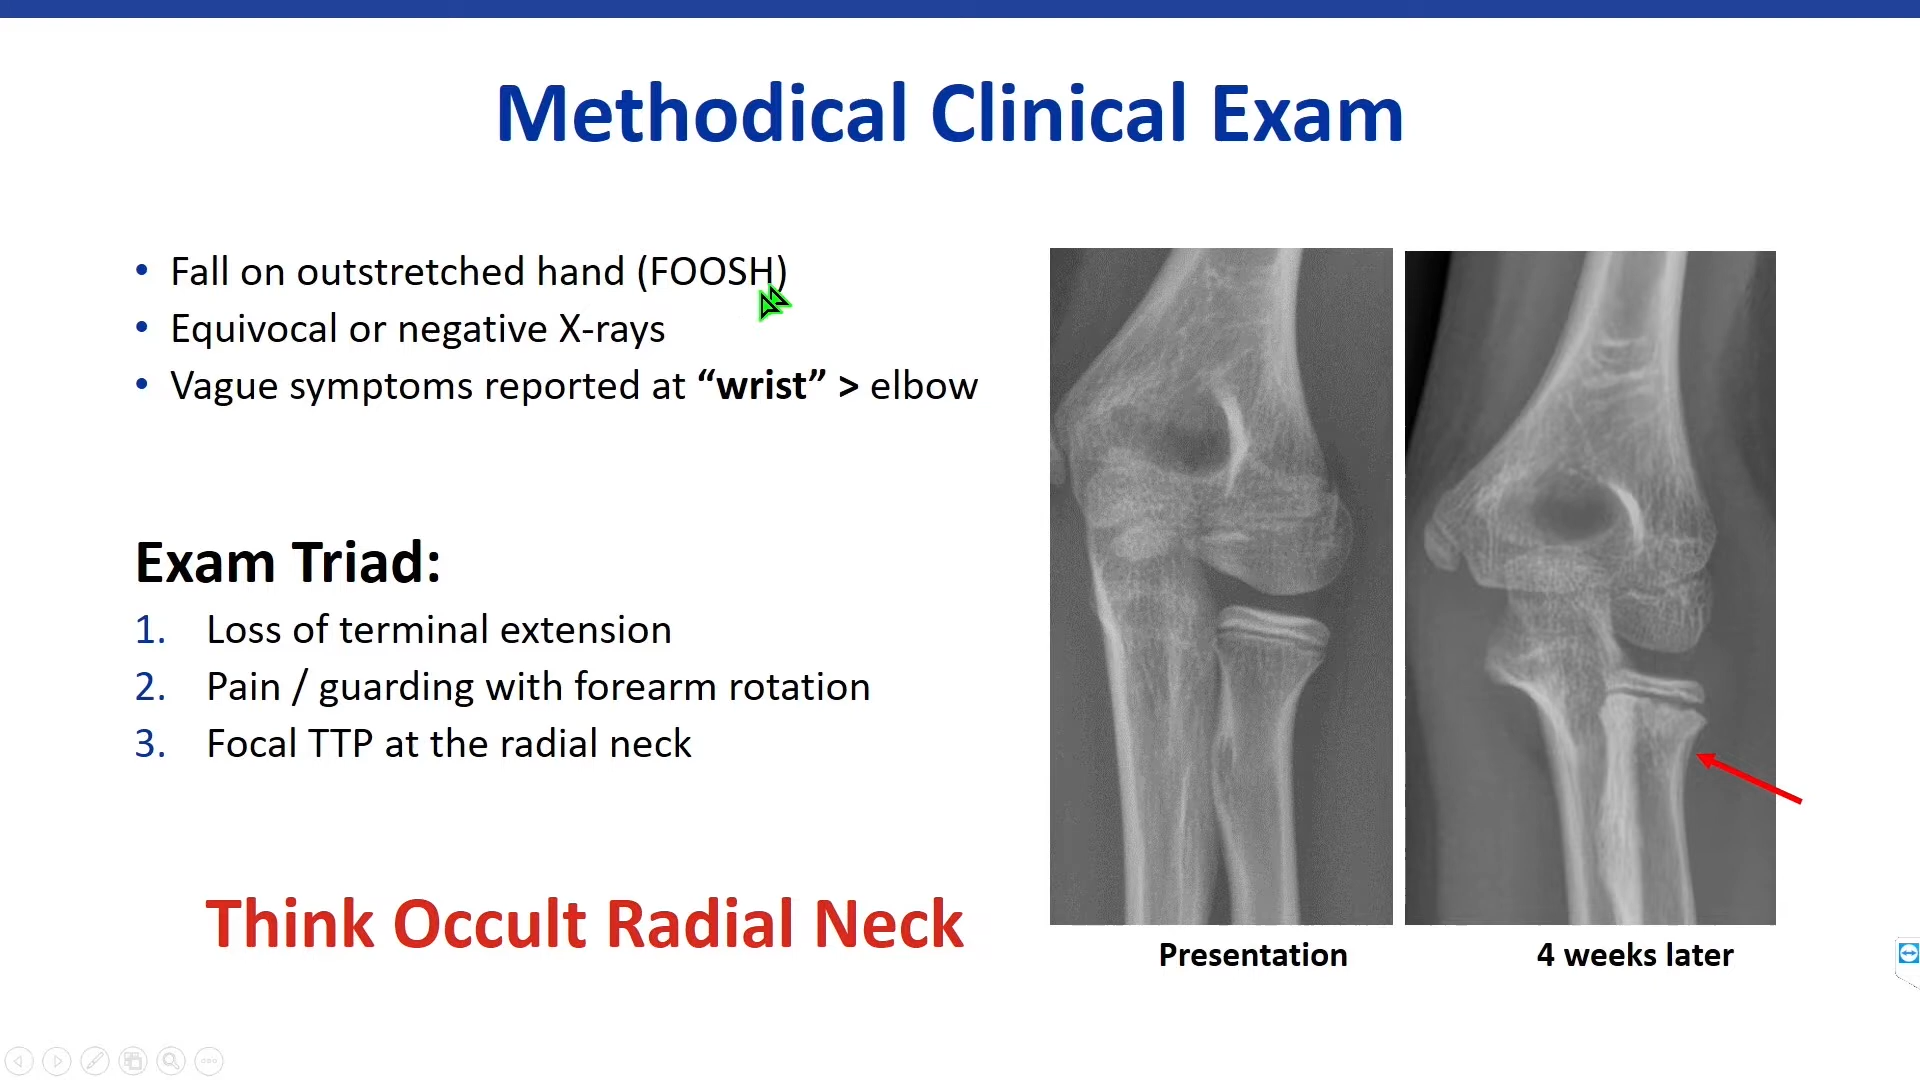 Methodical Clinical Exam
• Fall on outstretched hand (FOOSH)
• Equivocal or negative X-rays
• Vague symptoms reported at “wrist” > elbow
Exam Triad:
1. Loss of terminal extension
2. Pain / guarding with forearm rotation
3. Focal TTP at the radial neck
Think Occult Radial Neck
Presentation
4 weeks later